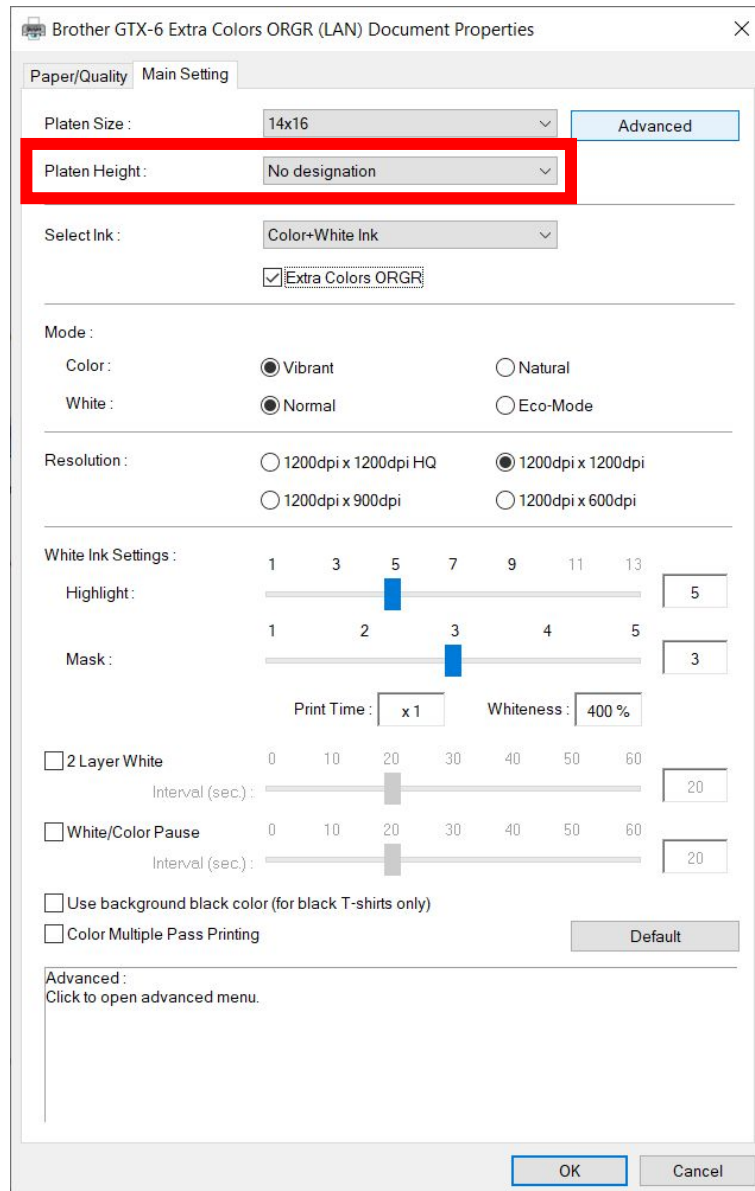 Brother GTX-6 Extra Colors ORGR (LAN) Document Properties
Paper/Quality Main Setting
Platen Size : 14x16 Advanced
Platen Height : No designation
Select Ink : Color+White Ink
Extra Colors ORGR
Mode :
Color : Vibrant Natural
White : Normal Eco-Mode
Resolution : 1200dpi x 1200dpi HQ 1200dpi x 1200dpi
1200dpi x 900dpi 1200dpi x 600dpi
White Ink Settings :
1 3 5 7 9 11 13
Highlight : 5
1 2 3 4 5
Mask : 3
Print Time : x 1 Whiteness : 400 %
2 Layer White 0 10 20 30 40 50 60
Interval (sec.) : 20
White/Color Pause 0 10 20 30 40 50 60
Interval (sec.) : 20
Use background black color (for black T-shirts only)
Color Multiple Pass Printing Default
Advanced :
Click to open advanced menu.
OK Cancel